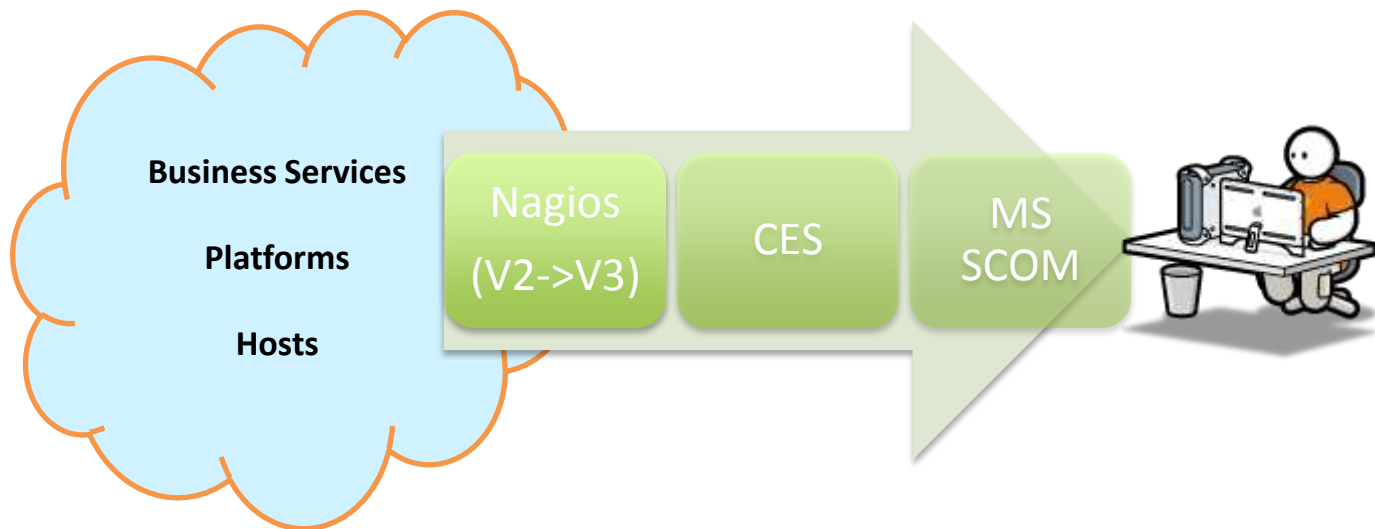 Business Services
Platforms
Hosts
Nagios
(V2->V3)
CES
MS
SCOM